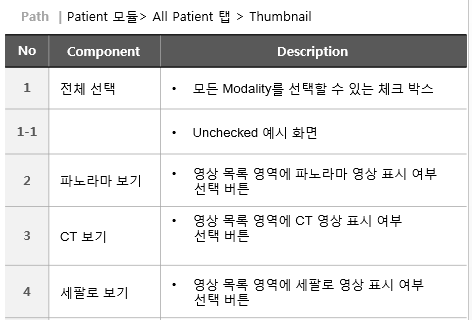 Path | Patient 모듈> All Patient 탭 > Thumbnail
No Component Description
1 전체 선택 • 모든 Modality를 선택할 수 있는 체크 박스
1-1 • Unchecked 예시 화면
2 파노라마 보기 • 영상 목록 영역에 파노라마 영상 표시 여부
선택 버튼
3 CT 보기 • 영상 목록 영역에 CT 영상 표시 여부
선택 버튼
4 세팔로 보기 • 영상 목록 영역에 세팔로 영상 표시 여부
선택 버튼